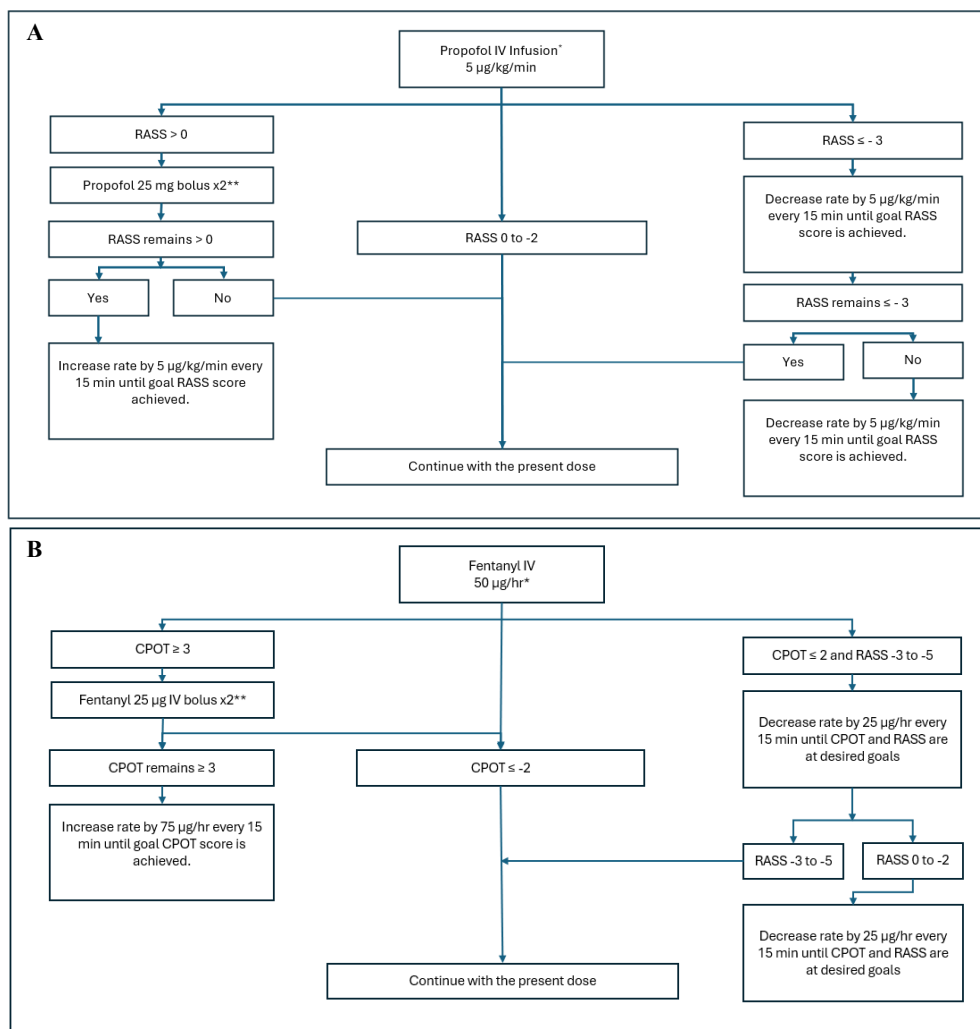 A
Propofol IV Infusion*
5 µg/kg/min
RASS > 0
RASS ≤ - 3
Propofol 25 mg bolus x2**
Decrease rate by 5 µg/kg/min
every 15 min until goal RASS
score is achieved.
RASS remains > 0
RASS 0 to -2
Yes
No
RASS remains ≤ - 3
Increase rate by 5 µg/kg/min every
15 min until goal RASS score
achieved.
Yes
No
Decrease rate by 5 µg/kg/min
every 15 min until goal RASS
score is achieved.
Continue with the present dose
B
Fentanyl IV
50 µg/hr*
CPOT ≥ 3
CPOT ≤ 2 and RASS -3 to -5
Fentanyl 25 µg IV bolus x2**
Decrease rate by 25 µg/hr every
15 min until CPOT and RASS are
at desired goals
CPOT remains ≥ 3
CPOT ≤ -2
Increase rate by 75 µg/hr every 15
min until goal CPOT score is
achieved.
RASS -3 to -5
RASS 0 to -2
Decrease rate by 25 µg/hr every
15 min until CPOT and RASS are
at desired goals
Continue with the present dose